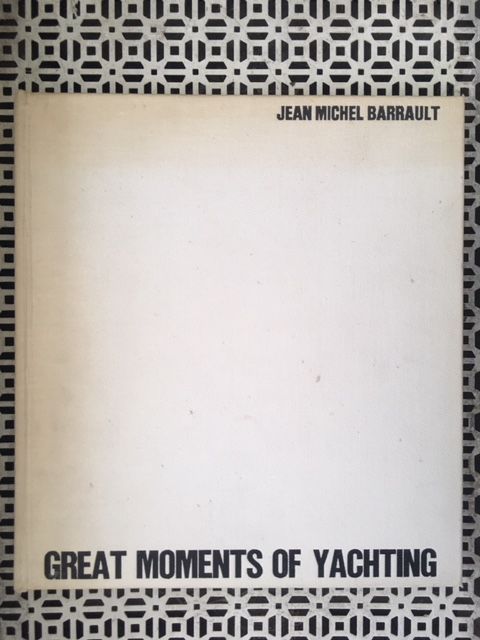 JEAN MICHEL BARRAULT
GREAT MOMENTS OF YACHTING